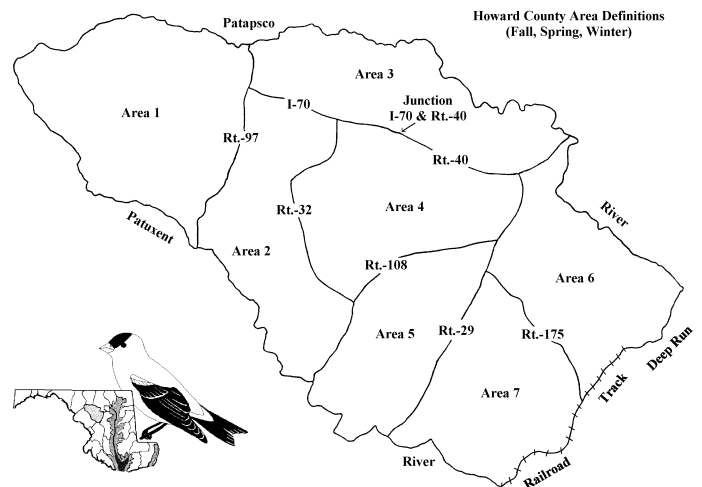 Howard County Area Definitions
(Fall, Spring, Winter)
Patapsco
Area 3
Area 1
I-70
Junction
I-70 & Rt.-40
Rt.-97
Rt.-40
Rt.-32
Area 4
River
Patuxent
Area 2
Rt.-108
Area 6
Area 5
Rt.-29
Rt.-175
Deep Run
Area 7
Track
River
Railroad